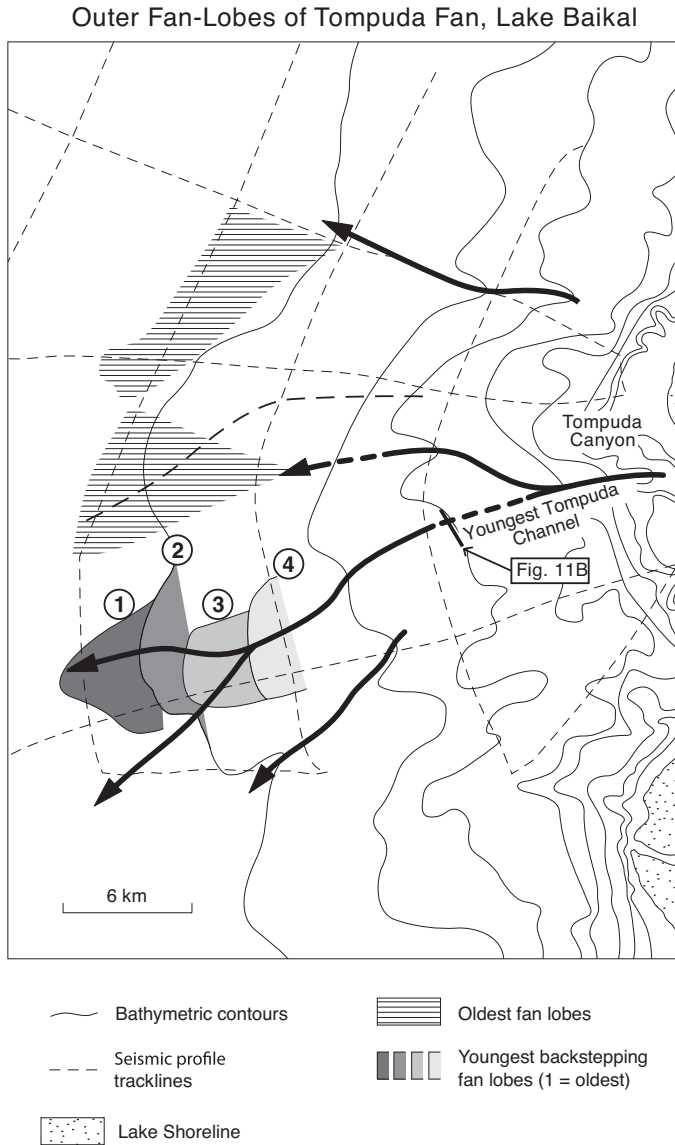 Outer Fan-Lobes of Tompuda Fan, Lake Baikal
Tompuda
Canyon
Youngest Tompuda
Channel
Fig. 11B
2
4
1
3
6 km
Bathymetric contours
Oldest fan lobes
Seismic profile
tracklines
Youngest backstepping
fan lobes (1 = oldest)
Lake Shoreline